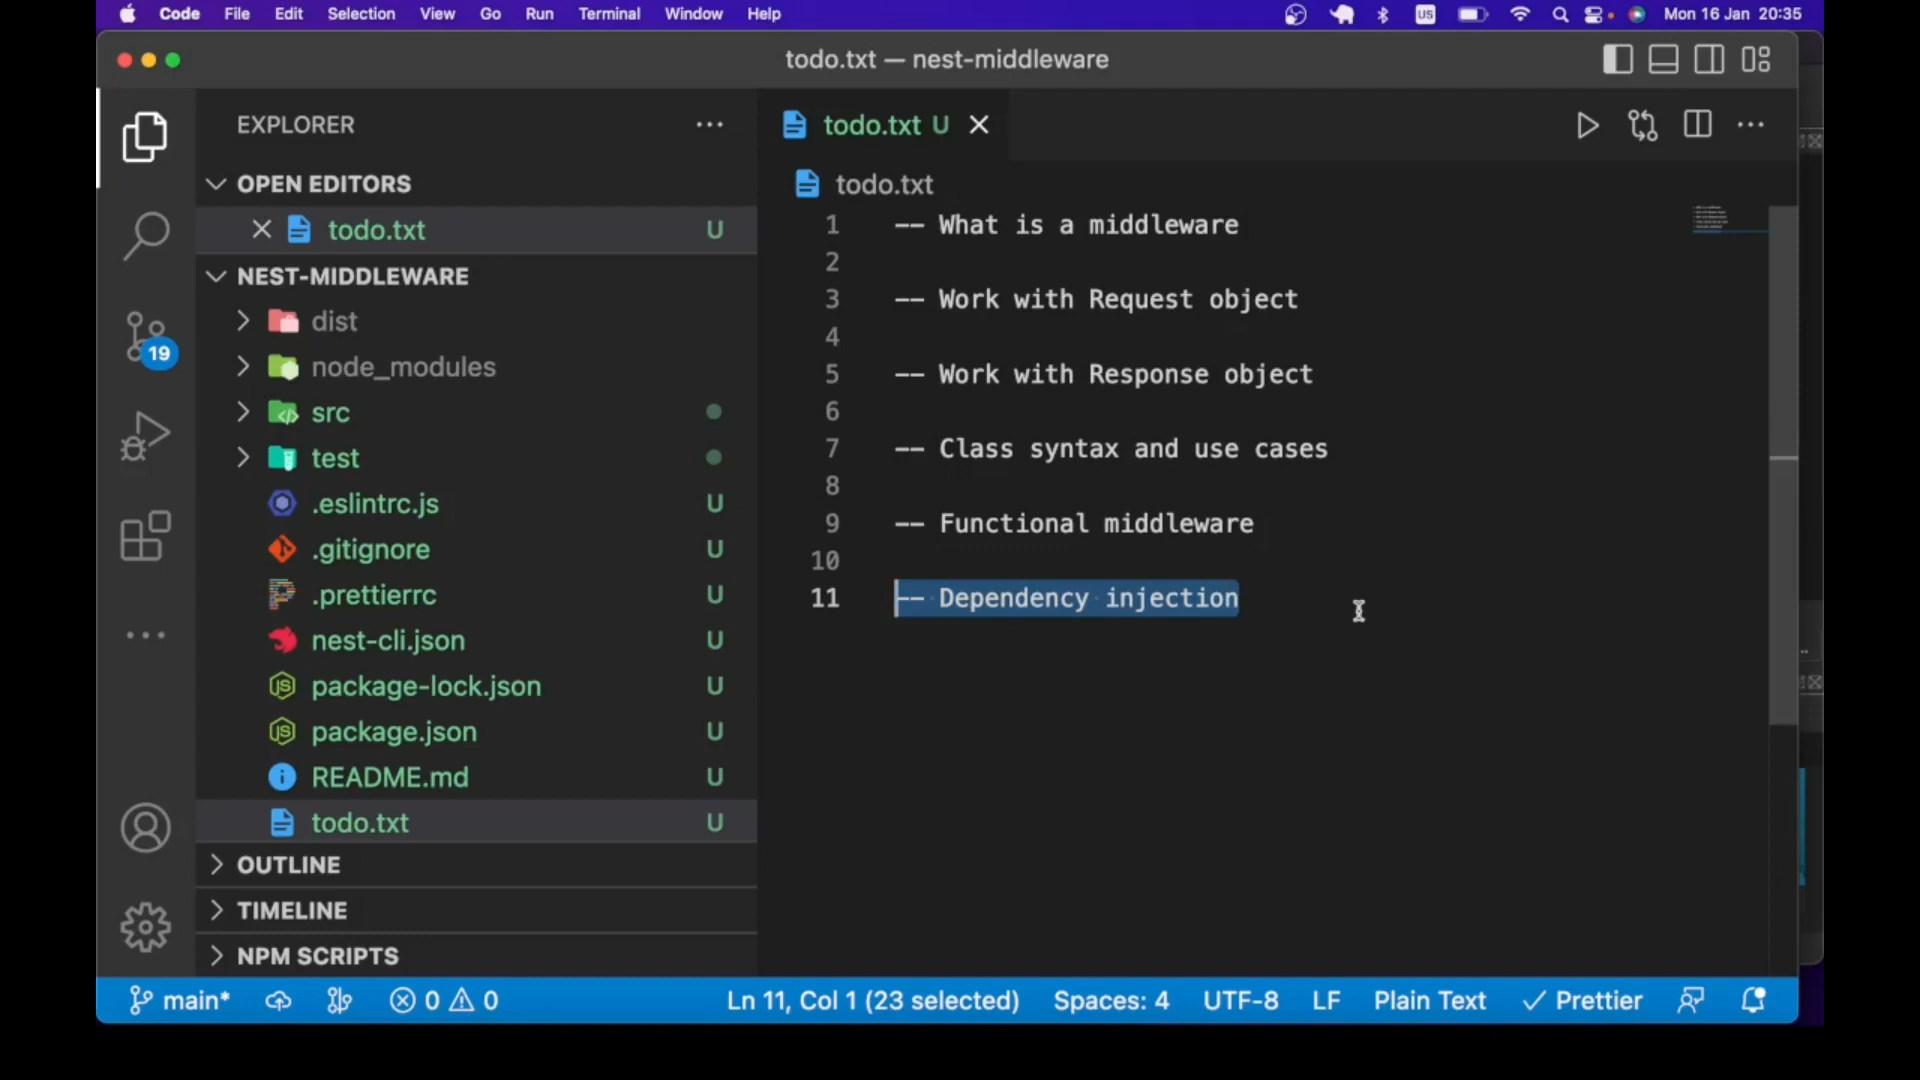 Code File Edit Selection View Go Run Terminal Window Help US Mon 16 Jan 20:35
todo.txt — nest-middleware
EXPLORER
OPEN EDITORS
todo.txt U
NEST-MIDDLEWARE
dist
node_modules
src
test
.eslintrc.js U
.gitignore U
.prettierrc U
nest-cli.json U
package-lock.json U
package.json U
README.md U
todo.txt U
OUTLINE
TIMELINE
NPM SCRIPTS
19
todo.txt U
todo.txt
1 -- What is a middleware
2
3 -- Work with Request object
4
5 -- Work with Response object
6
7 -- Class syntax and use cases
8
9 -- Functional middleware
10
11 -- Dependency injection
main* 0 0 Ln 11, Col 1 (23 selected) Spaces: 4 UTF-8 LF Plain Text Prettier